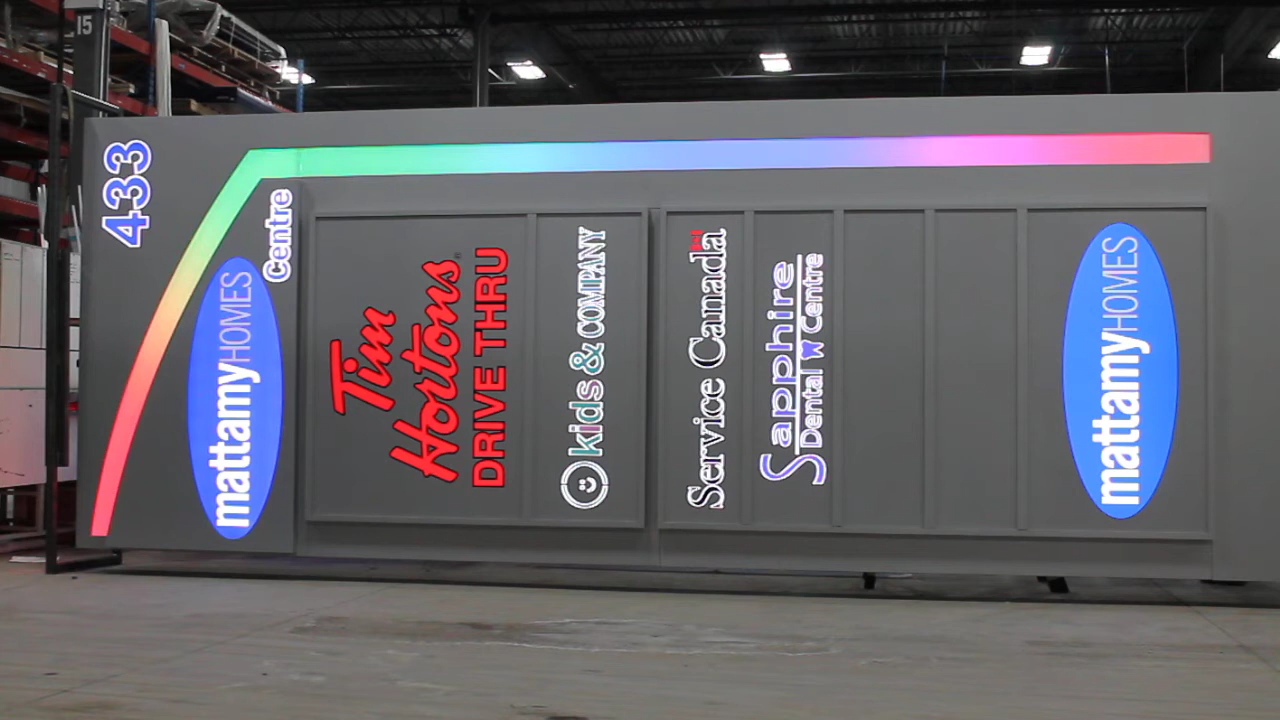 433
mattamyHOMES
Centre
Tim
Hortons®
DRIVE THRU
kids & COMPANY
Service Canada
Sapphire
Dental Centre
mattamyHOMES
15